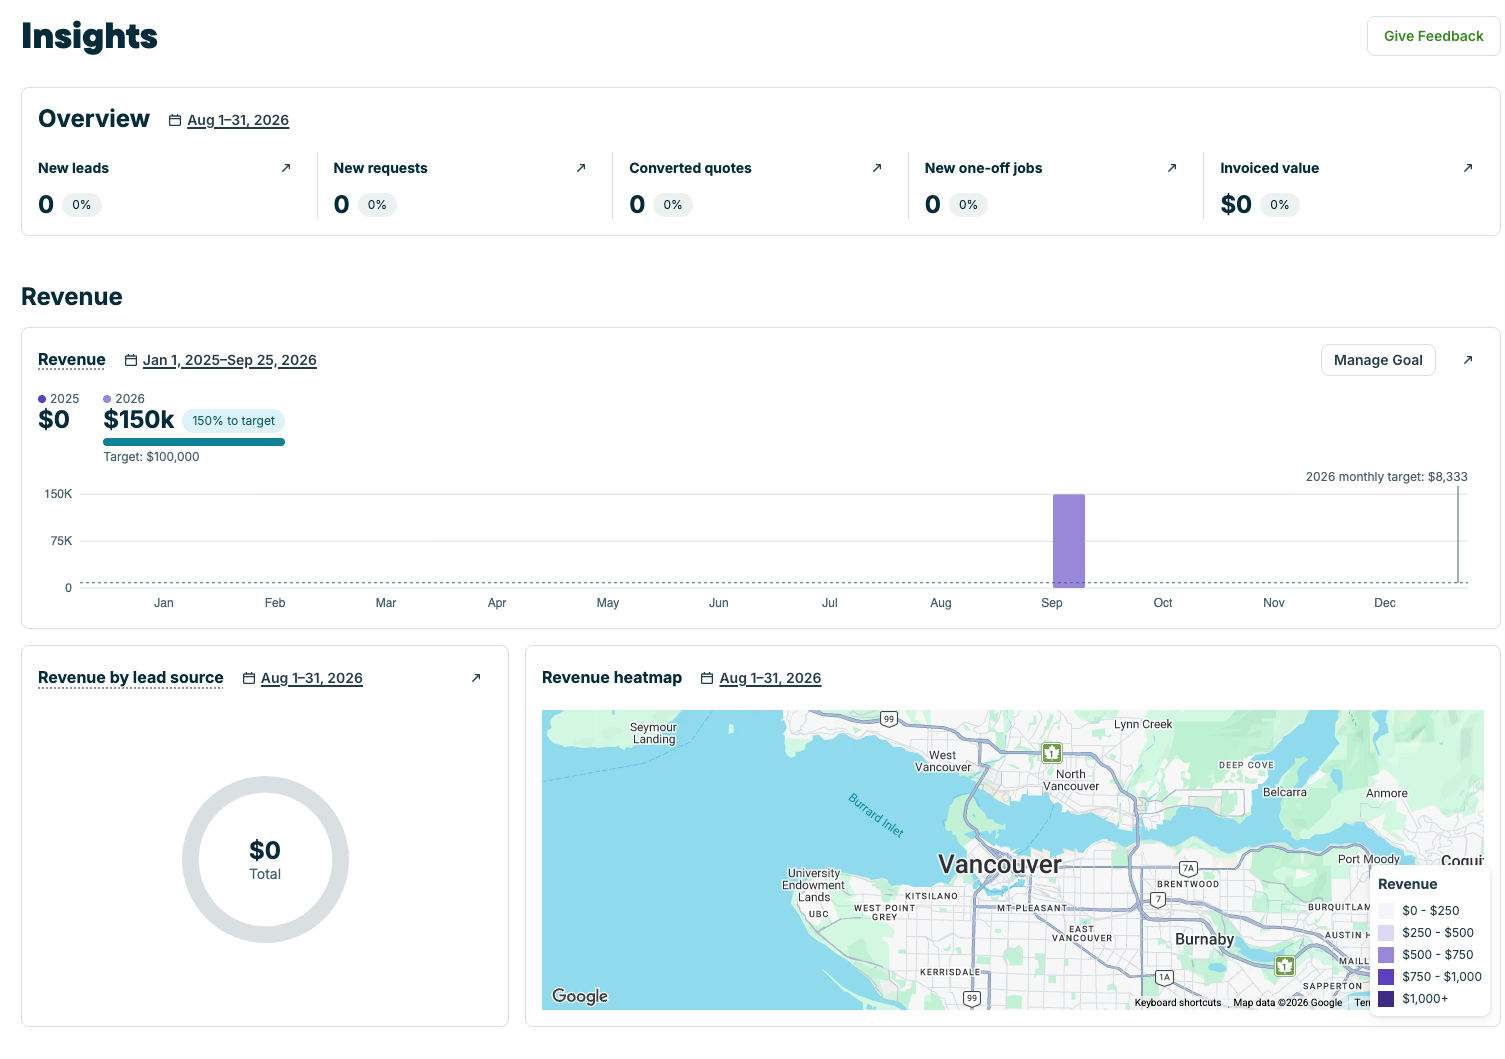 Insights
Give Feedback
Overview Aug 1–31, 2026
New leads
0 0%
New requests
0 0%
Converted quotes
0 0%
New one-off jobs
0 0%
Invoiced value
$0 0%
Revenue
Revenue Jan 1, 2025–Sep 25, 2026
Manage Goal
2025
$0
2026
$150k 150% to target
Target: $100,000
2026 monthly target: $8,333
150K
75K
0
Jan Feb Mar Apr May Jun Jul Aug Sep Oct Nov Dec
Revenue by lead source Aug 1–31, 2026
$0
Total
Revenue heatmap Aug 1–31, 2026
Seymour
Landing
99
Lynn Creek
West
Vancouver
1
North
Vancouver
DEEP COVE
Belcarra
Anmore
Burrard Inlet
Vancouver
Port Moody
Coqui
University
Endowment
Lands
UBC
7A
BRENTWOOD
KITSILANO
WEST POINT
GREY
MT PLEASANT
7
BURQUITLAM
EAST
VANCOUVER
Burnaby
AUSTIN H
MAILL
KERRISDALE
1A
1
SAPPERTON
99
Google
Keyboard shortcuts Map data ©2026 Google Ter
Revenue
$0 - $250
$250 - $500
$500 - $750
$750 - $1,000
$1,000+